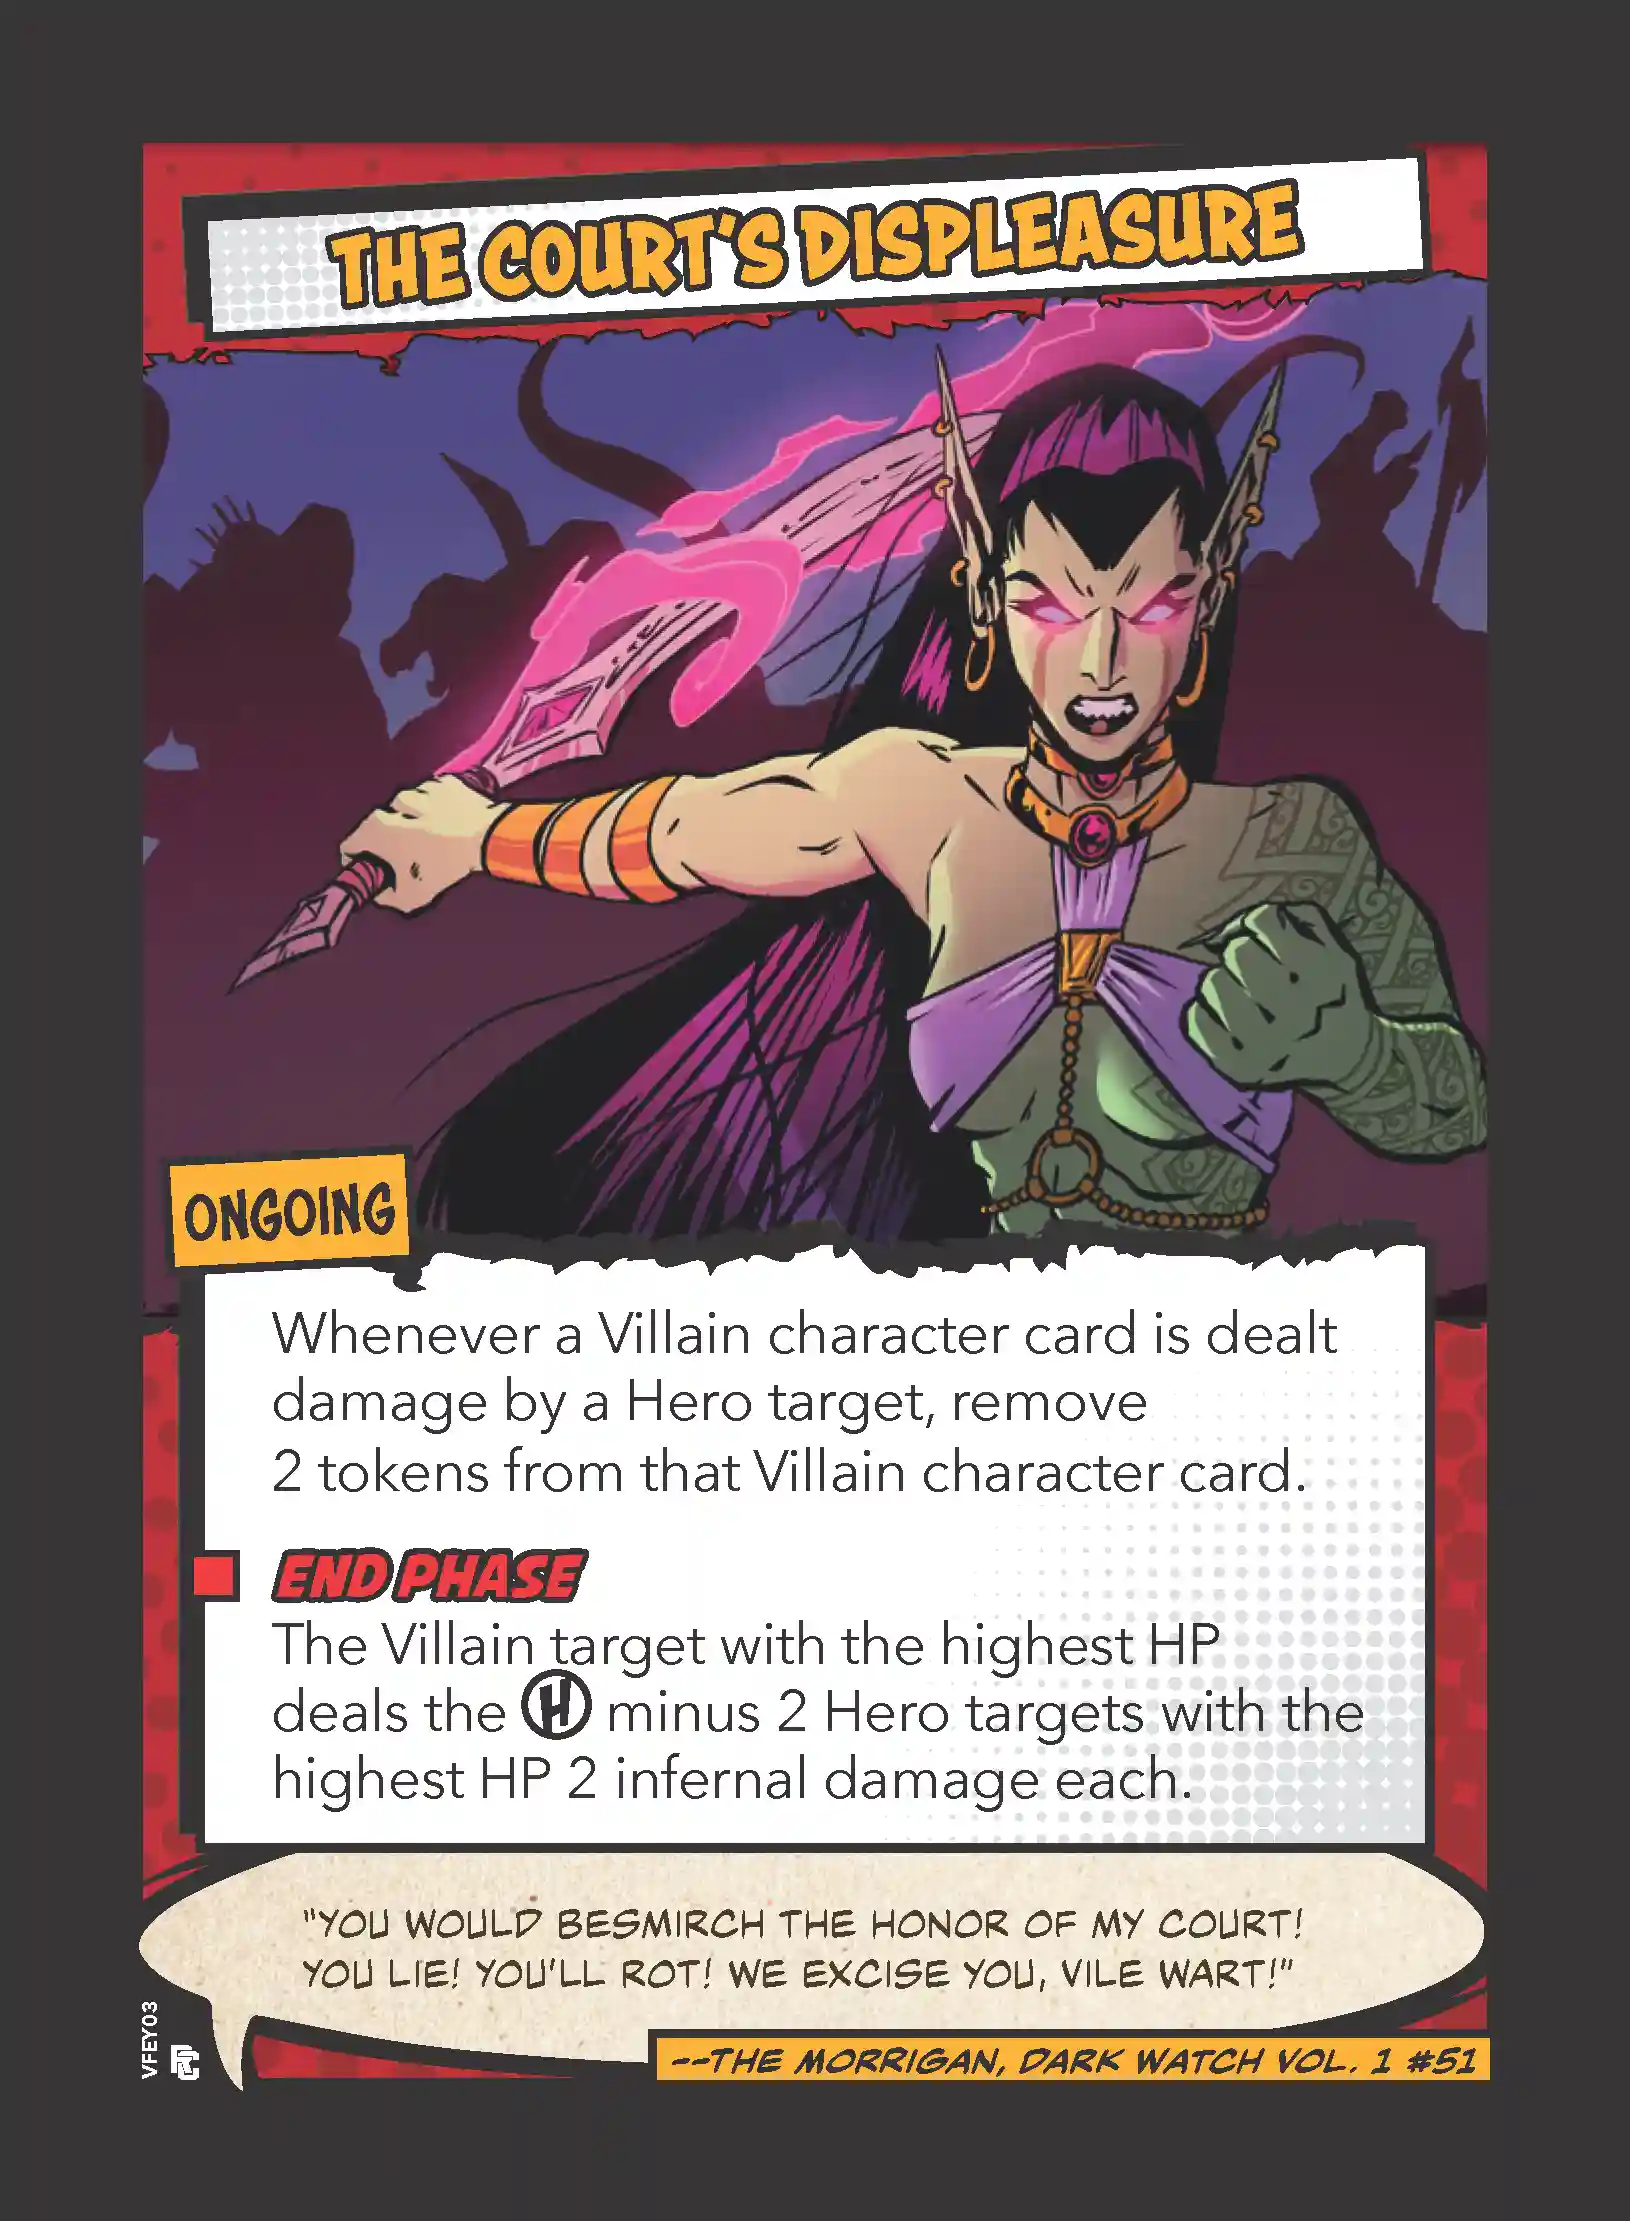 THE COURT'S DISPLEASURE
ONGOING
Whenever a Villain character card is dealt
damage by a Hero target, remove
2 tokens from that Villain character card.
END PHASE
The Villain target with the highest HP
deals the H minus 2 Hero targets with the
highest HP 2 infernal damage each.
"YOU WOULD BESMIRCH THE HONOR OF MY COURT!
YOU LIE! YOU'LL ROT! WE EXCISE YOU, VILE WART!"
--THE MORRIGAN, DARK WATCH VOL. 1 #51
VFEY03